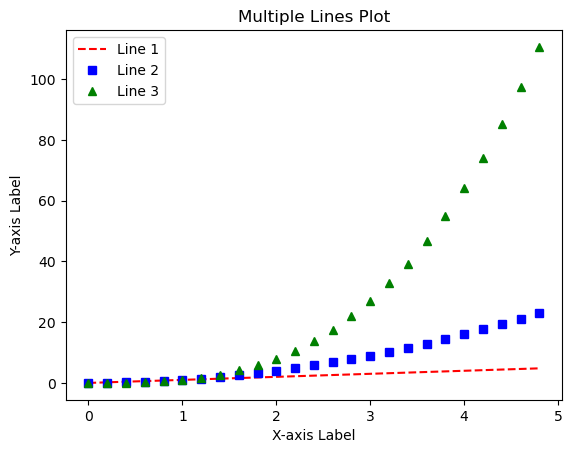 Multiple Lines Plot
Line 1
Line 2
Line 3
100
80
60
40
20
0
Y-axis Label
0 1 2 3 4 5
X-axis Label